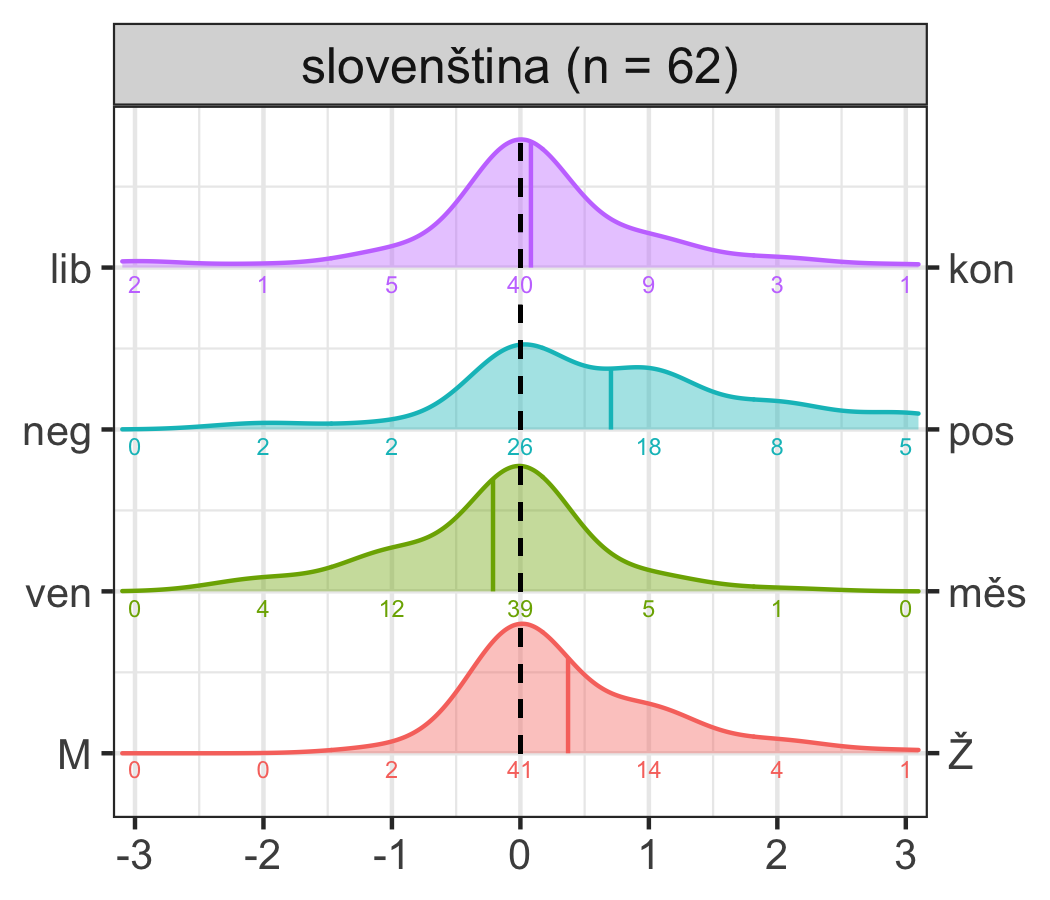 slovenština (n = 62)
lib kon
2 1 5 40 9 3 1
neg pos
0 2 2 26 18 8 5
ven měs
0 4 12 39 5 1 0
M Ž
0 0 2 41 14 4 1
-3 -2 -1 0 1 2 3